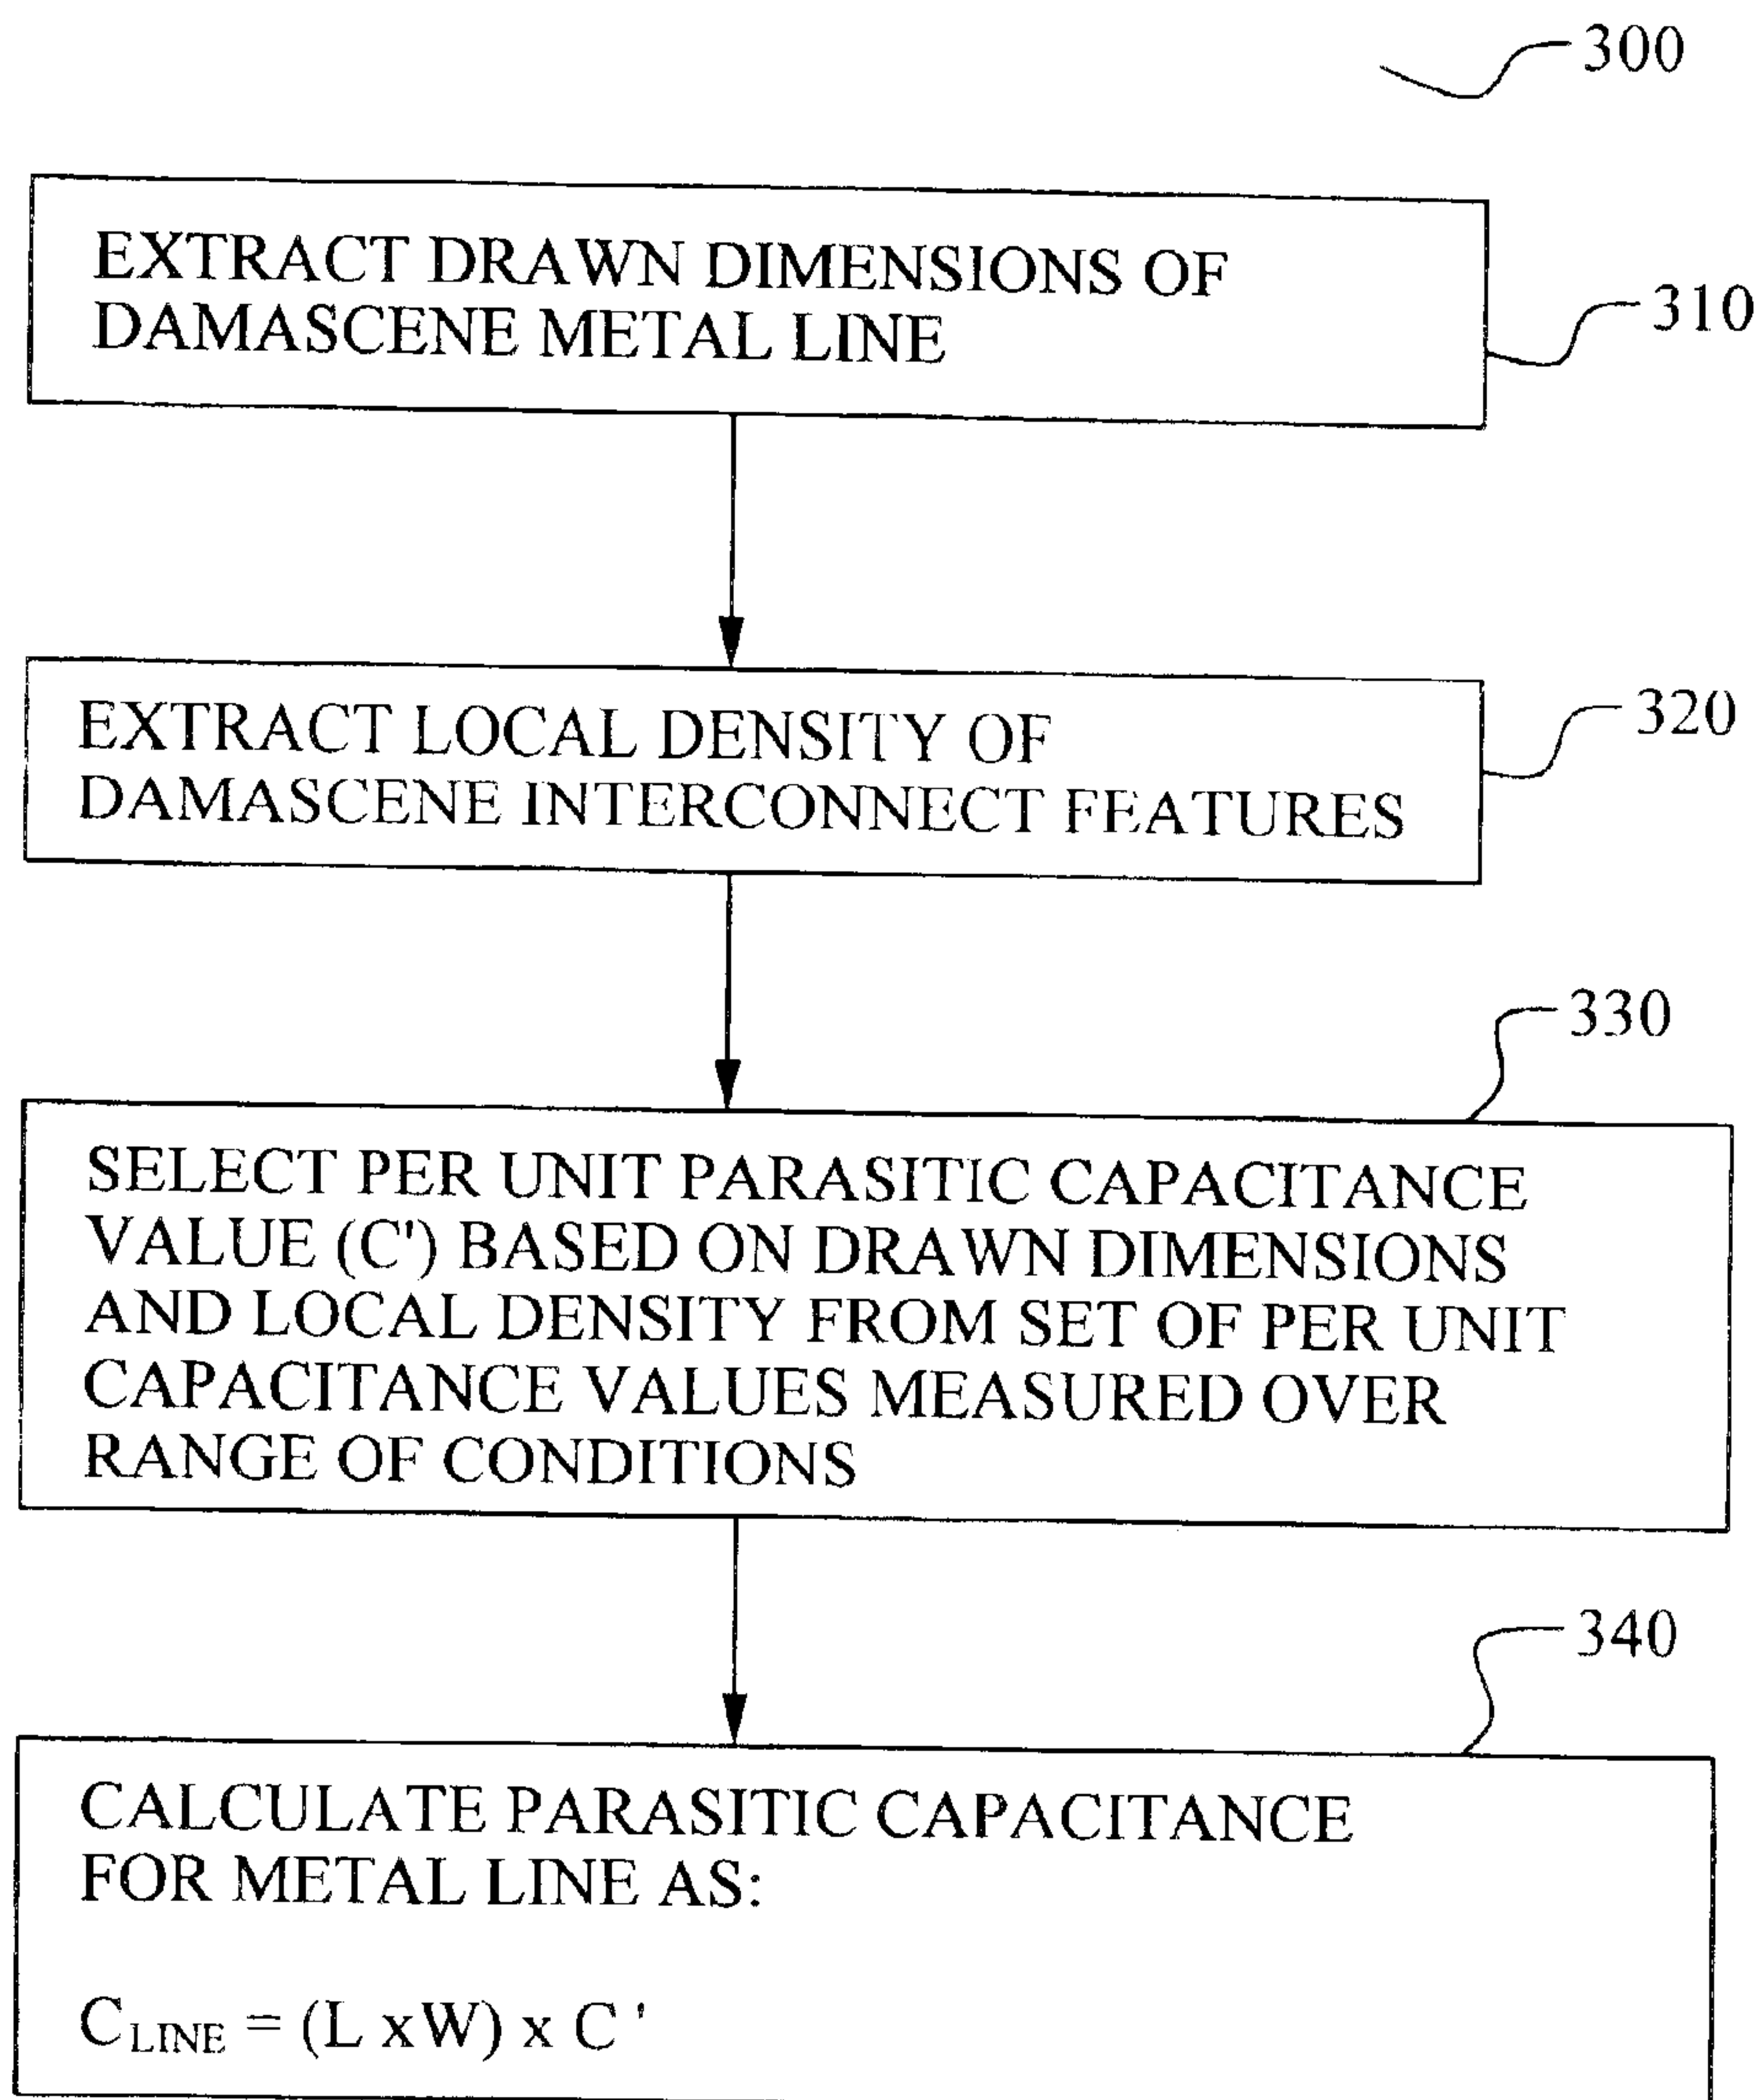 300
EXTRACT DRAWN DIMENSIONS OF
DAMASCENE METAL LINE
310
EXTRACT LOCAL DENSITY OF
DAMASCENE INTERCONNECT FEATURES
320
330
SELECT PER UNIT PARASITIC CAPACITANCE
VALUE (C') BASED ON DRAWN DIMENSIONS
AND LOCAL DENSITY FROM SET OF PER UNIT
CAPACITANCE VALUES MEASURED OVER
RANGE OF CONDITIONS
340
CALCULATE PARASITIC CAPACITANCE
FOR METAL LINE AS:
C LINE = (L x W) x C '